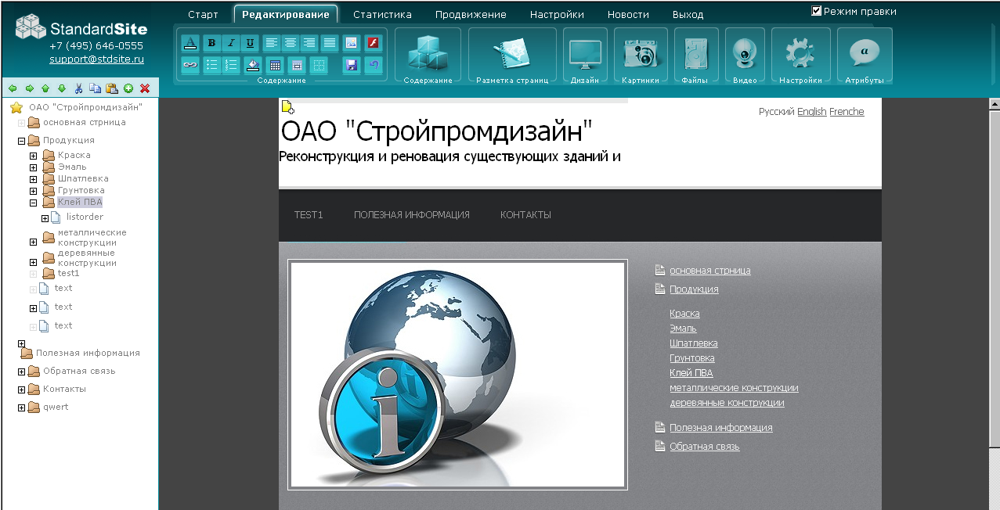 StandardSite
+7 (495) 646-0555
support@stdsite.ru
Старт Редактирование Статистика Продвижение Настройки Новости Выход
Режим правки
A B I U
Содержание
Содержание Разметка страниц Дизайн Картинки Файлы Видео Настройки Атрибуты
ОАО "Стройпромдизайн"
основная стрница
Продукция
Краска
Эмаль
Шпатлевка
Грунтовка
Клей ПВА
listorder
металлические
конструкции
деревянные
конструкции
test1
text
text
text
Полезная информация
Обратная связь
Контакты
qwert
Русский English Frenche
ОАО "Стройпромдизайн"
Реконструкция и реновация существующих зданий и
TEST1 ПОЛЕЗНАЯ ИНФОРМАЦИЯ КОНТАКТЫ
основная стрница
Продукция
Краска
Эмаль
Шпатлевка
Грунтовка
Клей ПВА
металлические конструкции
деревянные конструкции
Полезная информация
Обратная связь